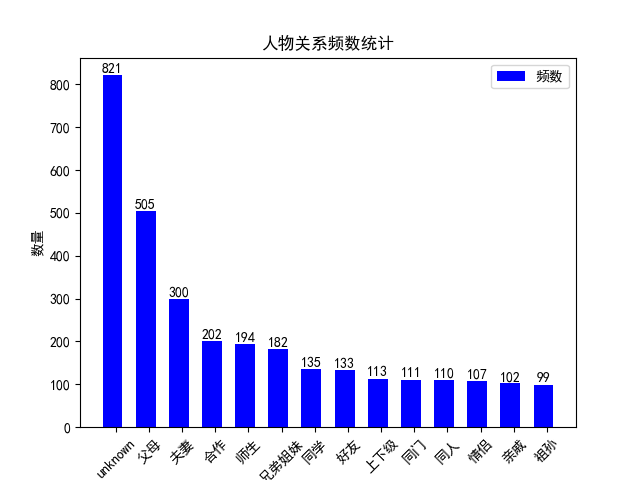 人物关系频数统计
频数
数量
800
700
600
500
400
300
200
100
0
821
505
300
202
194
182
135
133
113
111
110
107
102
99
unknown
父母
夫妻
合作
师生
兄弟姐妹
同学
好友
上下级
同门
同人
情侣
亲戚
祖孙